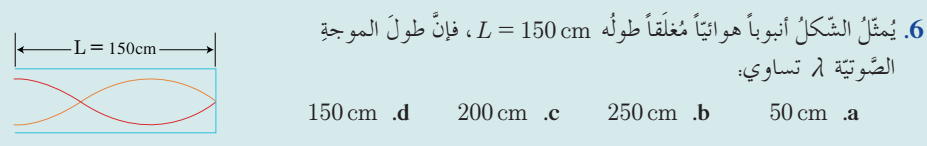 6. يُمثّلُ الشّكلُ أنبوباً هوائيّاً مُغلَقاً طولُه L = 150 cm، فإنَّ طولَ الموجةِ
الصَّوتيّة λ تساوي:
a. 50 cm b. 250 cm c. 200 cm d. 150 cm
L = 150cm